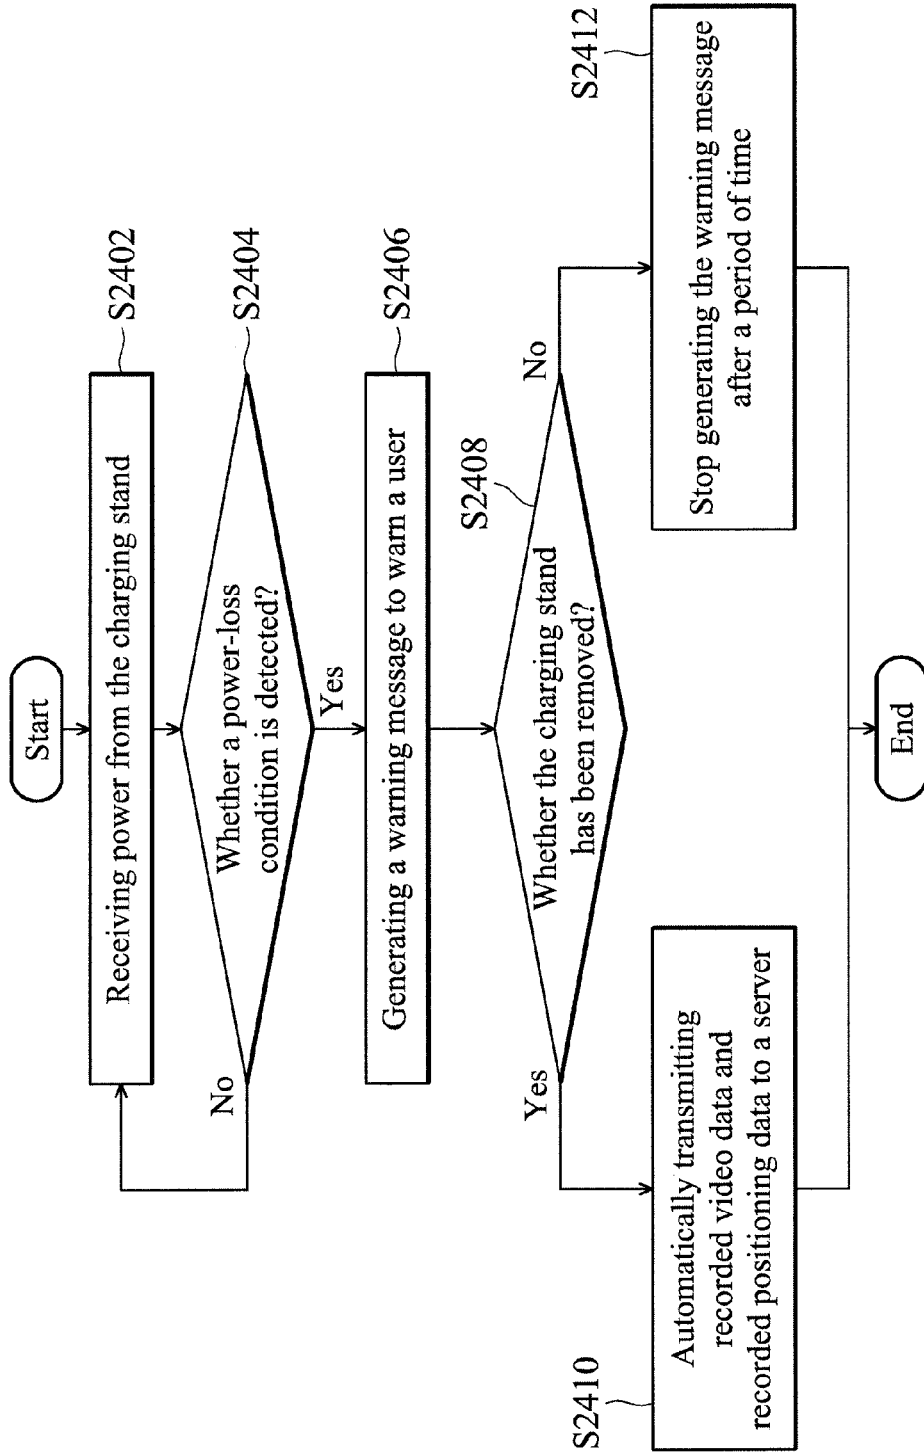 Start
Receiving power from the charging stand
S2402
Whether a power-loss
condition is detected?
S2404
No
Yes
Generating a warning message to warn a user
S2406
Whether the charging stand
has been removed?
S2408
Yes
No
Automatically transmitting
recorded video data and
recorded positioning data to a server
S2410
Stop generating the warning message
after a period of time
S2412
End